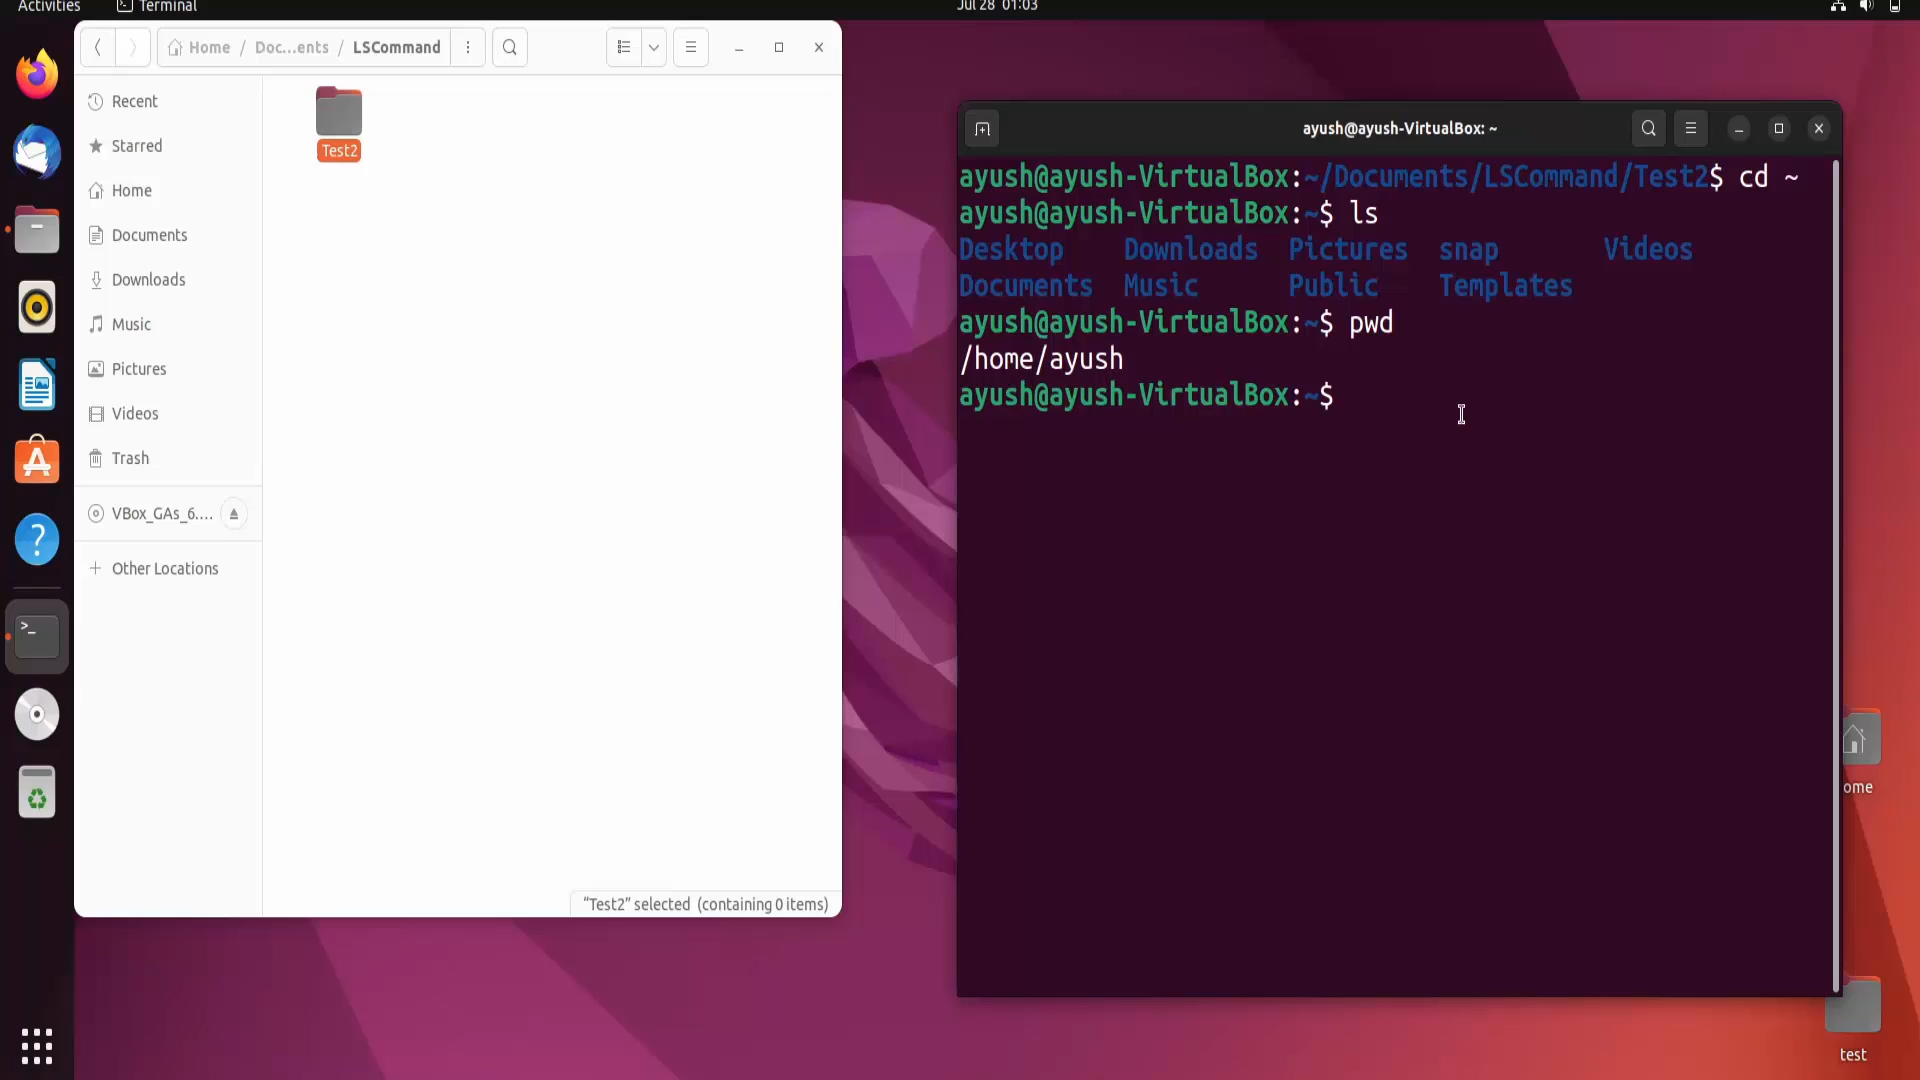 Activities
Terminal
Jul 28 01:03
Home / Doc...ents / LSCommand
Recent
Starred
Home
Documents
Downloads
Music
Pictures
Videos
Trash
VBox_GAs_6....
Other Locations
Test2
“Test2” selected (containing 0 items)
ayush@ayush-VirtualBox: ~
ayush@ayush-VirtualBox:~/Documents/LSCommand/Test2$ cd ~
ayush@ayush-VirtualBox:~$ ls
Desktop Downloads Pictures snap Videos
Documents Music Public Templates
ayush@ayush-VirtualBox:~$ pwd
/home/ayush
ayush@ayush-VirtualBox:~$
ome
test